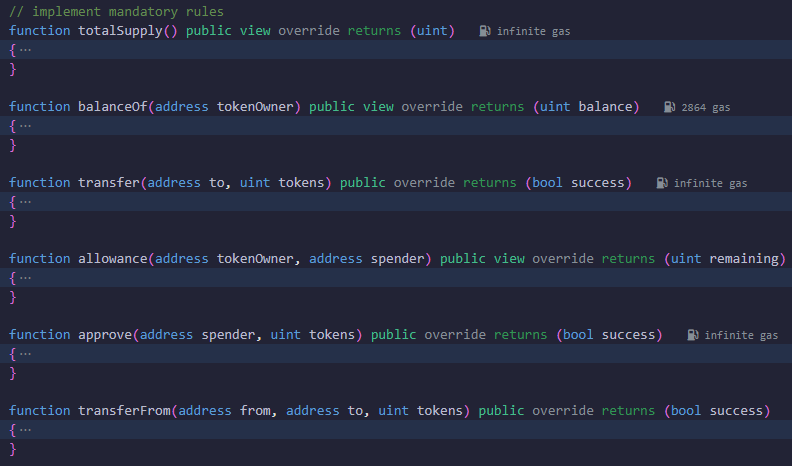 // implement mandatory rules
function totalSupply() public view override returns (uint) infinite gas
{ ···
}
function balanceOf(address tokenOwner) public view override returns (uint balance) 2864 gas
{ ···
}
function transfer(address to, uint tokens) public override returns (bool success) infinite gas
{ ···
}
function allowance(address tokenOwner, address spender) public view override returns (uint remaining)
{ ···
}
function approve(address spender, uint tokens) public override returns (bool success) infinite gas
{ ···
}
function transferFrom(address from, address to, uint tokens) public override returns (bool success)
{ ···
}